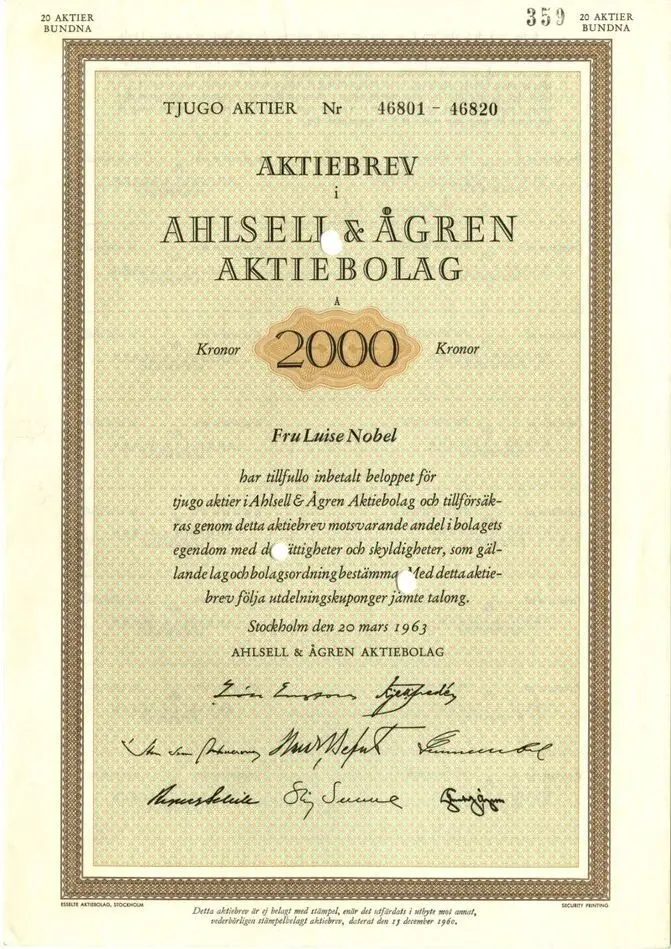 20 AKTIER
BUNDNA
359
20 AKTIER
BUNDNA
TJUGO AKTIER Nr 46801 - 46820
AKTIEBREV
i
AHLSELL & ÅGREN
AKTIEBOLAG
À
Kronor 2000 Kronor
Fru Luise Nobel
har tillfullo inbetalt beloppet för
tjugo aktier i Ahlsell & Ågren Aktiebolag och tillförsäk-
ras genom detta aktiebrev motsvarande andel i bolagets
egendom med de rättigheter och skyldigheter, som gäl-
lande lag och bolagsordning bestämma. Med detta aktie-
brev följa utdelningskuponger jämte talong.
Stockholm den 20 mars 1963
AHLSELL & ÅGREN AKTIEBOLAG
ESSELTE AKTIEBOLAG, STOCKHOLM
SECURITY PRINTING
Detta aktiebrev är ej belagt med stämpel, enär det utfärdats i utbyte mot annat,
vederbörligen stämpelbelagt aktiebrev, daterat den 15 december 1960.